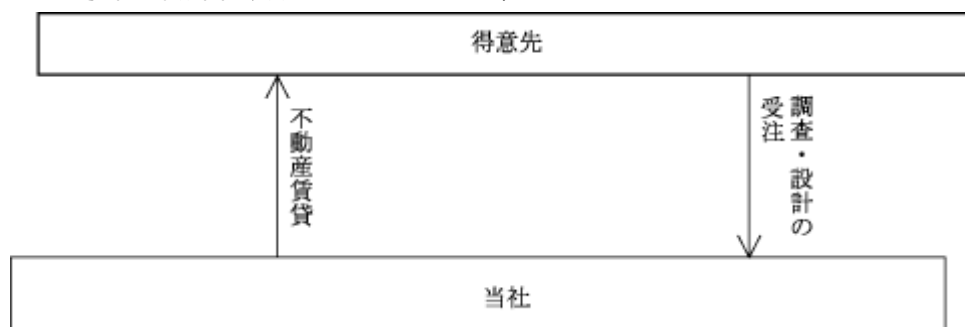 得意先
不動産賃貸
調査・設計の
受注
当社